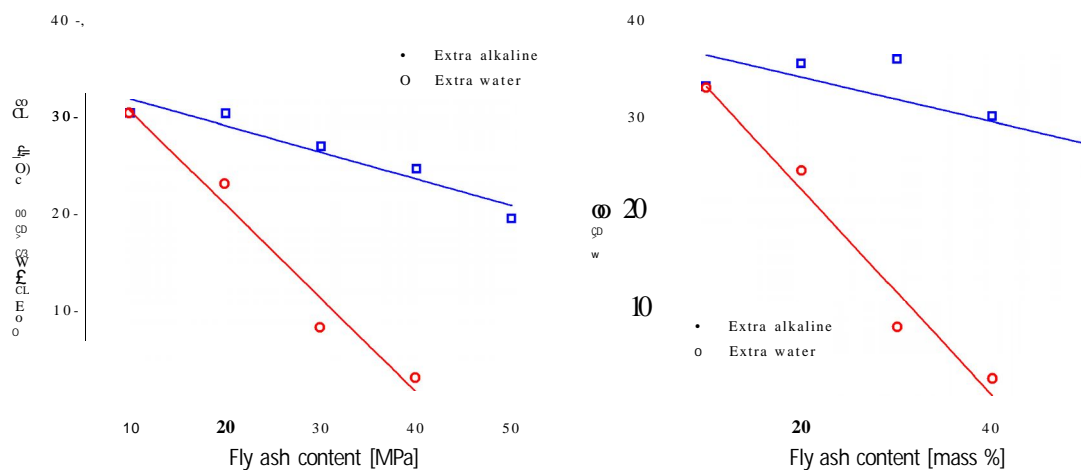 40 -,
• Extra alkaline
O Extra water
30 -
20 -
10 -
10 20 30 40 50
Fly ash content [MPa]
40
30
20
10
• Extra alkaline
o Extra water
20 40
Fly ash content [mass %]